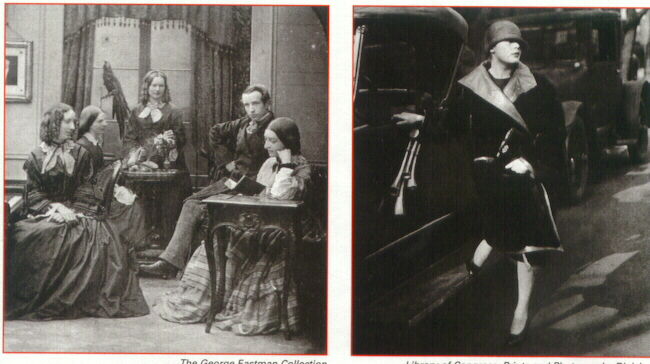 The George Eastman Collection
Library of Congress, Prints and Photographs